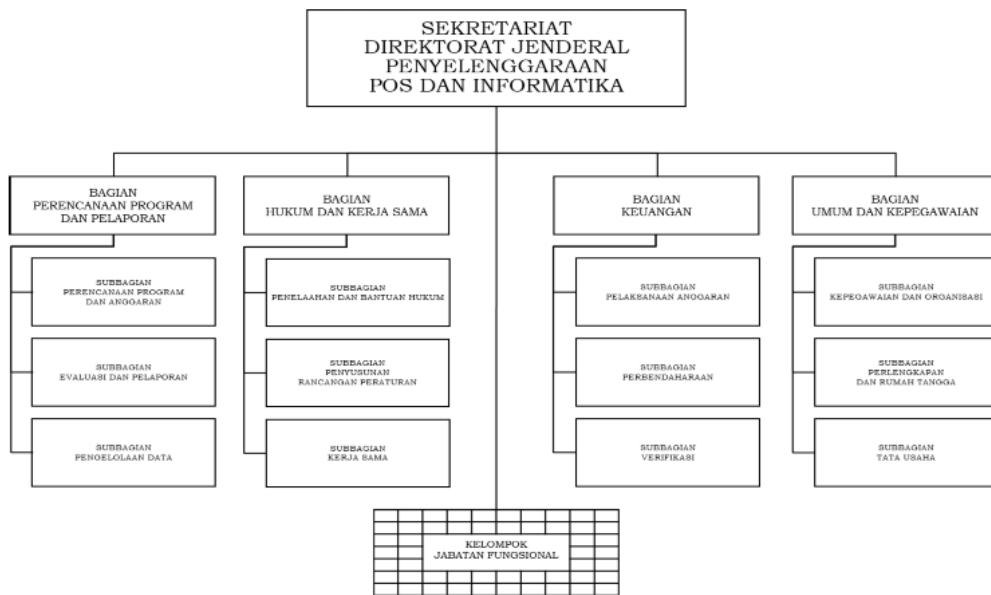 SEKRETARIAT
DIREKTORAT JENDERAL
PENYELENGGARAAN
POS DAN INFORMATIKA
BAGIAN
PERENCANAAN PROGRAM
DAN PELAPORAN
SUBBAGIAN
PERENCANAAN PROGRAM
DAN ANGGARAN
SUBBAGIAN
EVALUASI DAN PELAPORAN
SUBBAGIAN
PENGELOLAAN DATA
BAGIAN
HUKUM DAN KERJA SAMA
SUBBAGIAN
PENELAAHAN DAN BANTUAN HUKUM
SUBBAGIAN
PENYUSUNAN
RANCANGAN PERATURAN
SUBBAGIAN
KERJA SAMA
BAGIAN
KEUANGAN
SUBBAGIAN
PELAKSANAAN ANGGARAN
SUBBAGIAN
PERBENDAHARAAN
SUBBAGIAN
VERIFIKASI
BAGIAN
UMUM DAN KEPEGAWAIAN
SUBBAGIAN
KEPEGAWAIAN DAN ORGANISASI
SUBBAGIAN
PERLENGKAPAN
DAN RUMAH TANGGA
SUBBAGIAN
TATA USAHA
KELOMPOK
JABATAN FUNGSIONAL